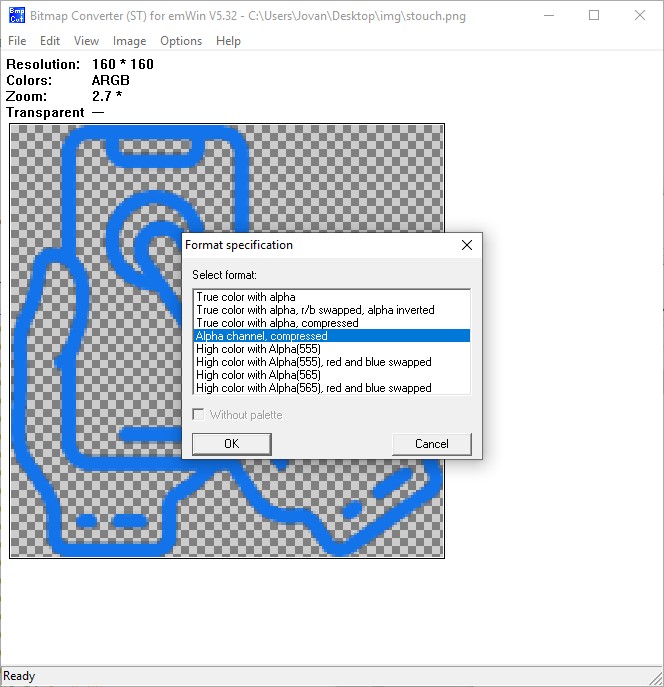 Bmp
Cvt
Bitmap Converter (ST) for emWin V5.32 - C:\Users\Jovan\Desktop\img\stouch.png
File Edit View Image Options Help
Resolution: 160 * 160
Colors: ARGB
Zoom: 2.7 *
Transparent —
Format specification
Select format:
True color with alpha
True color with alpha, r/b swapped, alpha inverted
True color with alpha, compressed
Alpha channel, compressed
High color with Alpha(555)
High color with Alpha(555), red and blue swapped
High color with Alpha(565)
High color with Alpha(565), red and blue swapped
Without palette
OK Cancel
Ready